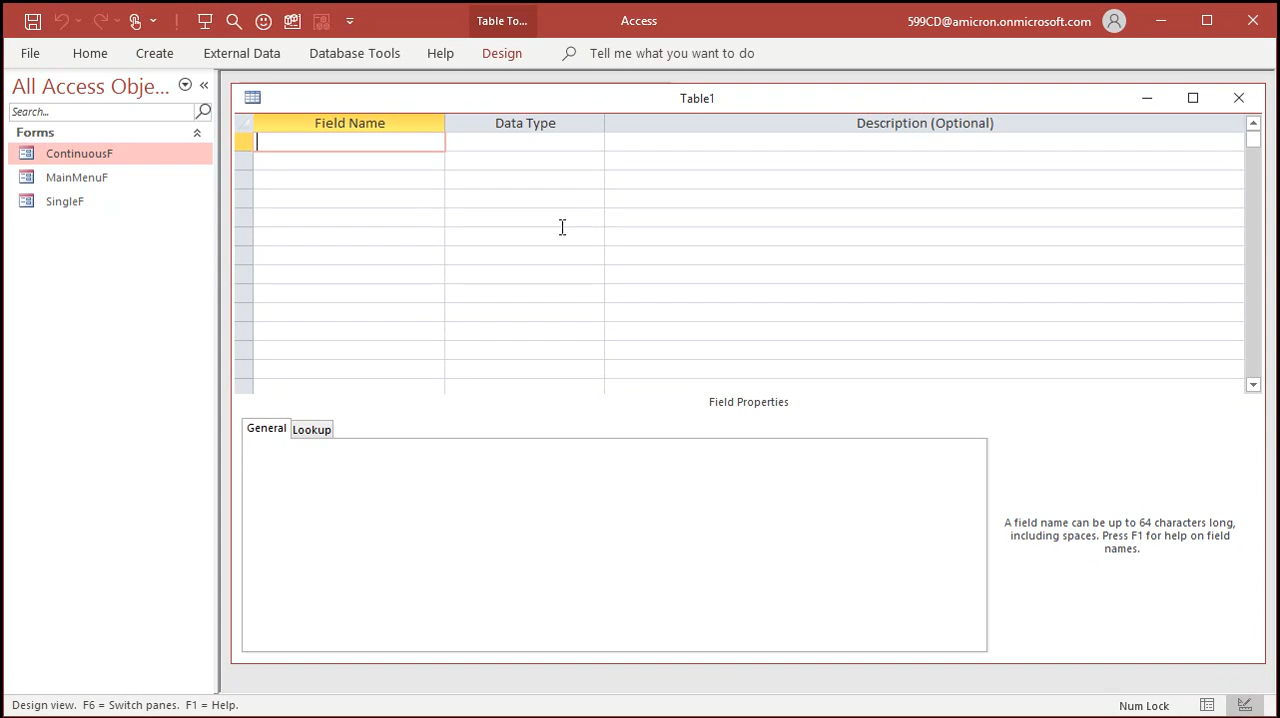 Table To...
Access
599CD@amicron.onmicrosoft.com
File
Home
Create
External Data
Database Tools
Help
Design
Tell me what you want to do
All Access Obje...
Search...
Forms
ContinuousF
MainMenuF
SingleF
Table1
Field Name
Data Type
Description (Optional)
Field Properties
General
Lookup
A field name can be up to 64 characters long,
including spaces. Press F1 for help on field
names.
Design view. F6 = Switch panes. F1 = Help.
Num Lock